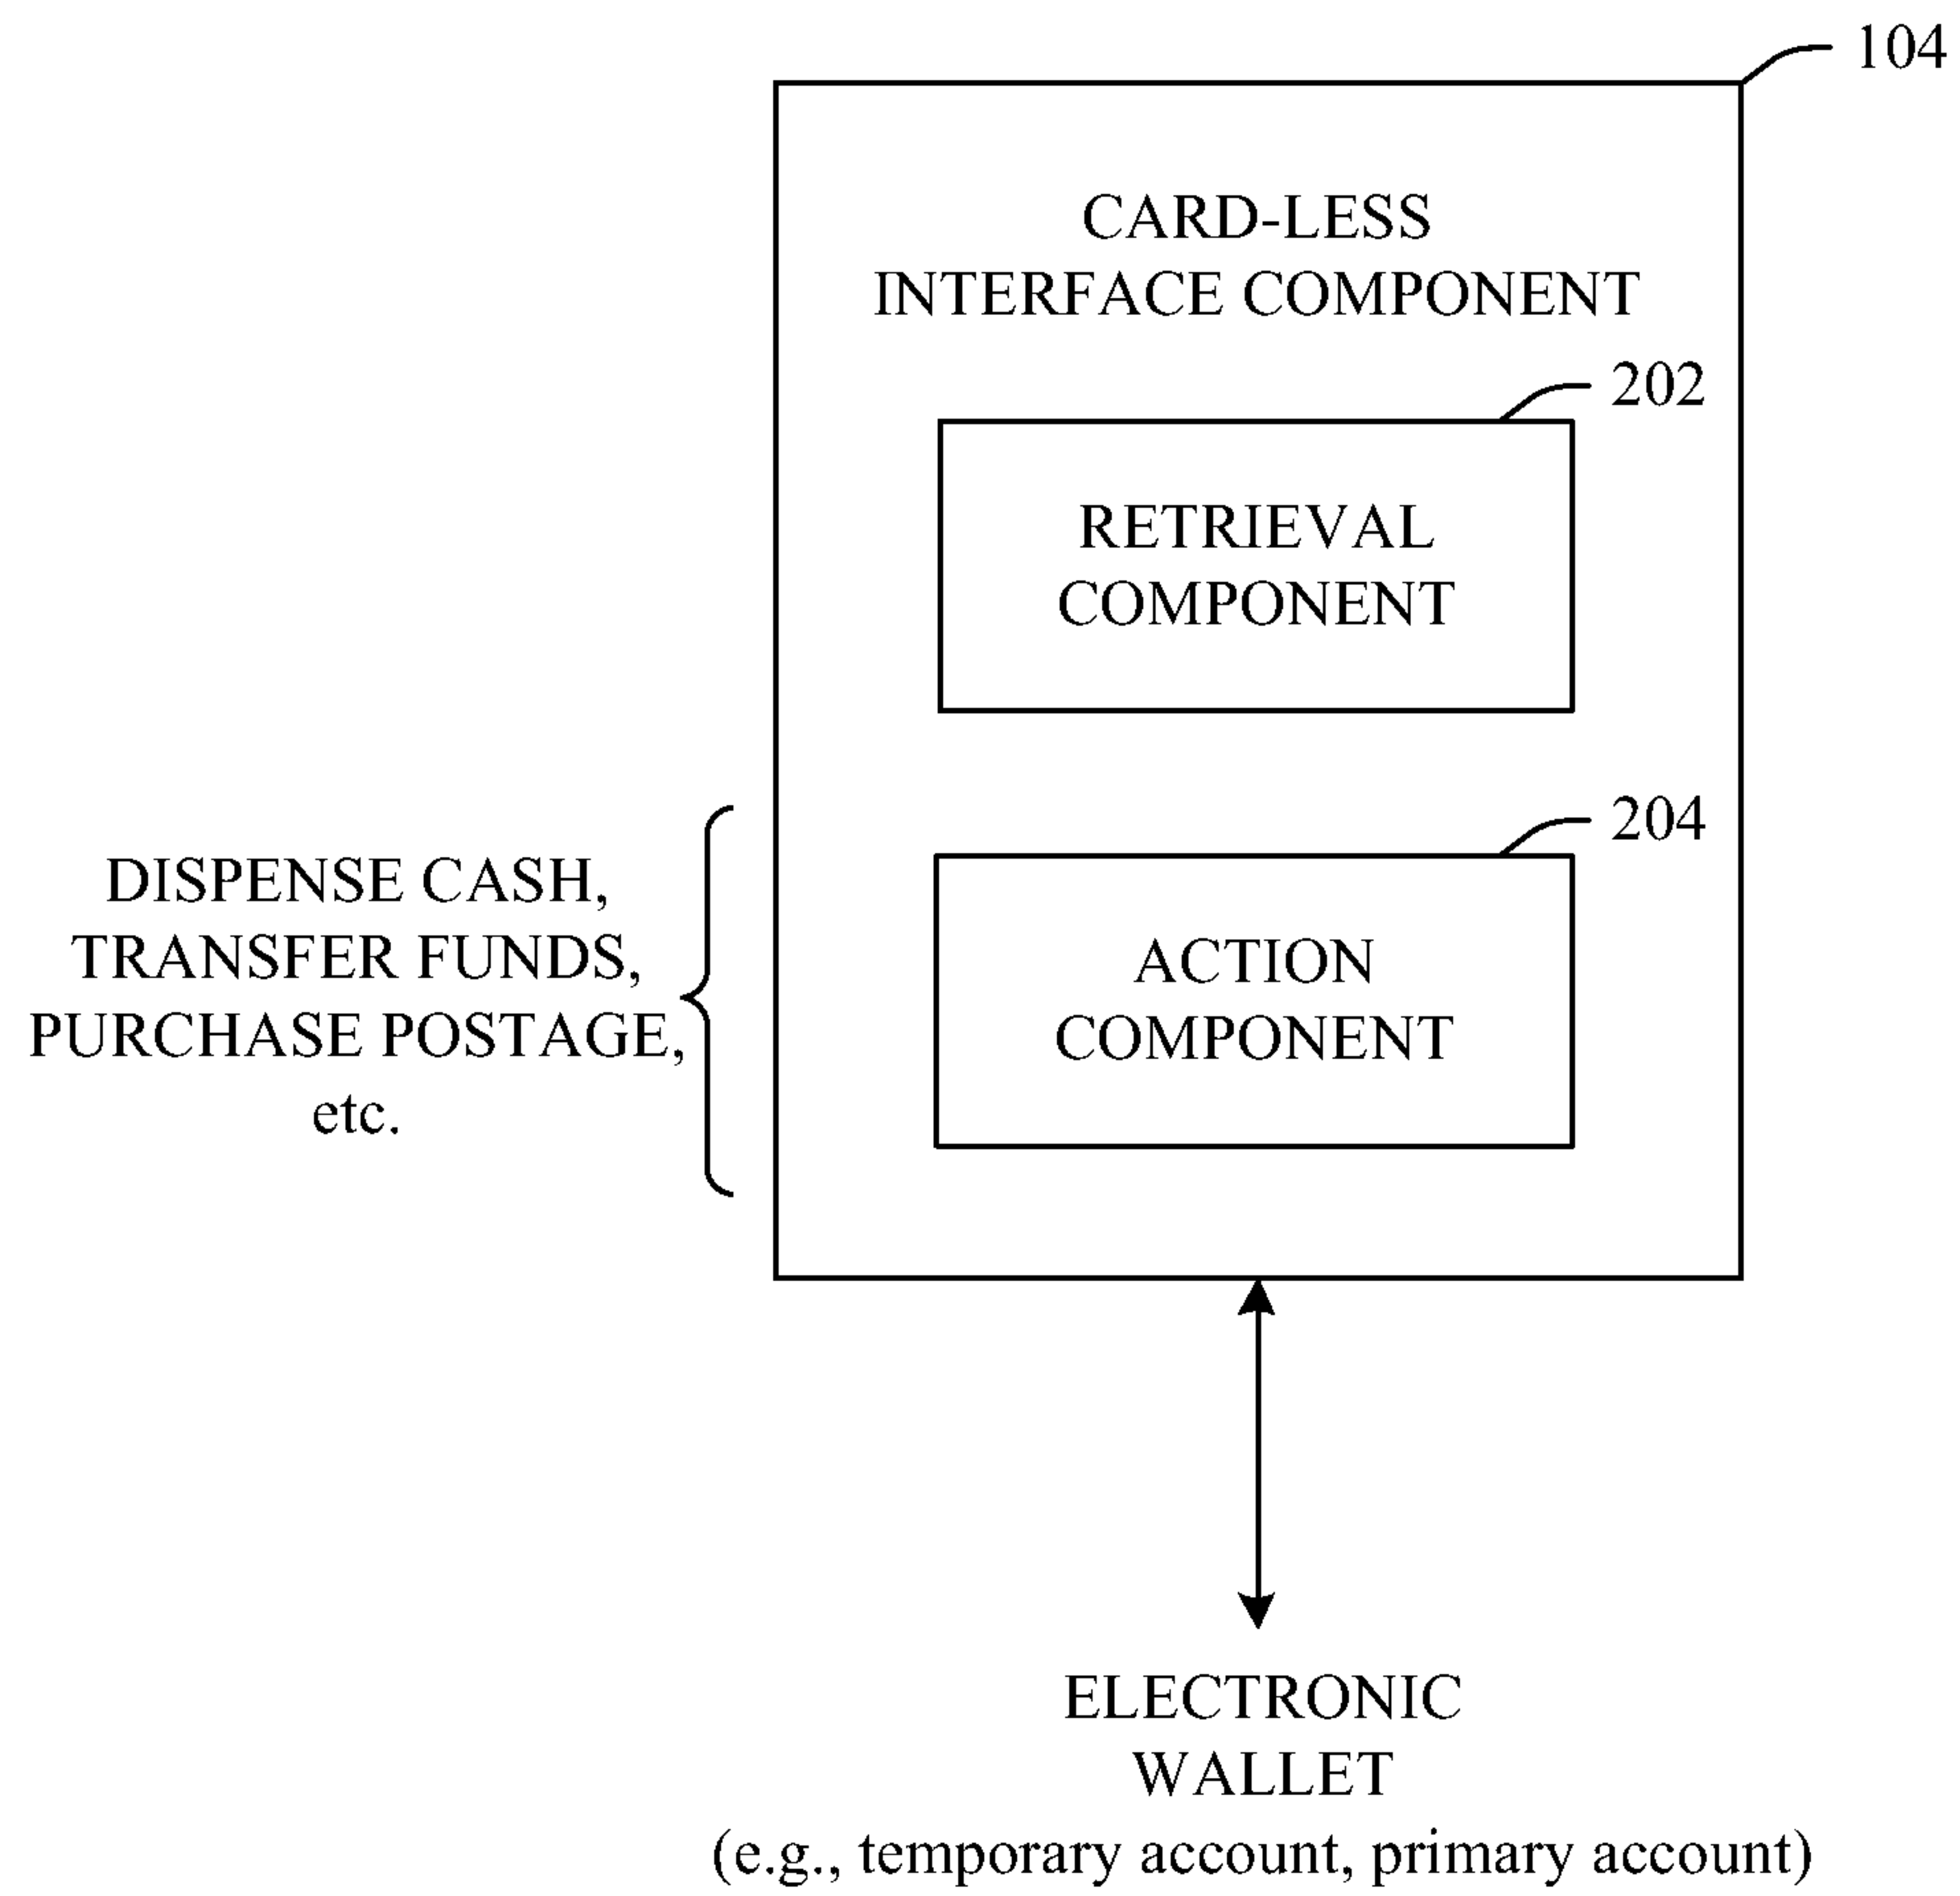 104
CARD-LESS
INTERFACE COMPONENT
202
RETRIEVAL
COMPONENT
204
ACTION
COMPONENT
DISPENSE CASH,
TRANSFER FUNDS,
PURCHASE POSTAGE,
etc.
ELECTRONIC
WALLET
(e.g., temporary account, primary account)